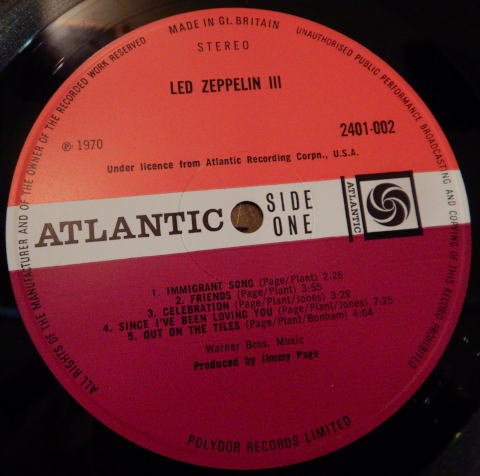 MADE IN Gt. BRITAIN
UNAUTHORISED PUBLIC PERFORMANCE BROADCASTING AND COPYING OF THIS RECORD PROHIBITED
ALL RIGHTS OF THE MANUFACTURER AND OF THE OWNER OF THE RECORDED WORK RESERVED
STEREO
LED ZEPPELIN III
℗ 1970
2401-002
Under licence from Atlantic Recording Corpn., U.S.A.
ATLANTIC
SIDE
ONE
ATLANTIC
1. IMMIGRANT SONG (Page/Plant) 2:26
2. FRIENDS (Page/Plant) 3:55
3. CELEBRATION (Page/Plant/Jones) 3:29
4. SINCE I'VE BEEN LOVING YOU (Page/Plant/Jones) 7:25
5. OUT ON THE TILES (Page/Plant/Bonham) 4:04
Warner Bros. Music
Produced by Jimmy Page
POLYDOR RECORDS LIMITED